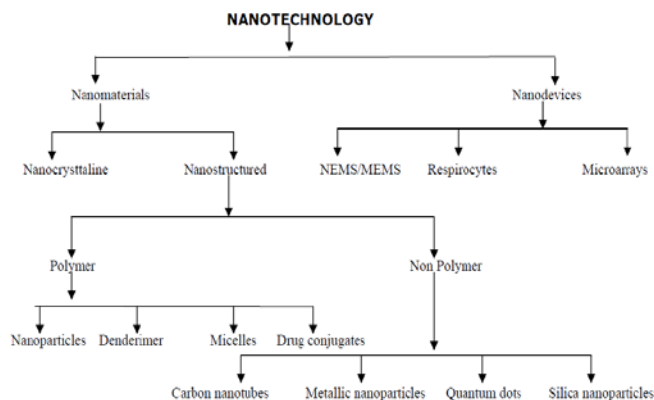 NANOTECHNOLOGY
Nanomaterials Nanodevices
Nanocrysttaline Nanostructured NEMS/MEMS Respirocytes Microarrays
Polymer Non Polymer
Nanoparticles Denderimer Micelles Drug conjugates
Carbon nanotubes Metallic nanoparticles Quantum dots Silica nanoparticles